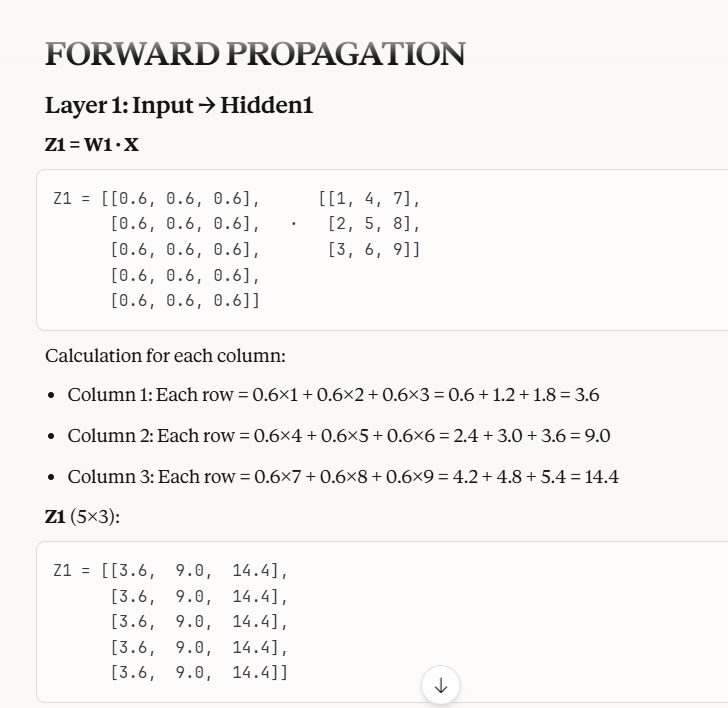 FORWARD PROPAGATION
Layer 1: Input → Hidden1
Z1 = W1 · X
Z1 = [[0.6, 0.6, 0.6],      [[1, 4, 7],
[0.6, 0.6, 0.6],   ·   [2, 5, 8],
[0.6, 0.6, 0.6],       [3, 6, 9]]
[0.6, 0.6, 0.6],
[0.6, 0.6, 0.6]]
Calculation for each column:
• Column 1: Each row = 0.6×1 + 0.6×2 + 0.6×3 = 0.6 + 1.2 + 1.8 = 3.6
• Column 2: Each row = 0.6×4 + 0.6×5 + 0.6×6 = 2.4 + 3.0 + 3.6 = 9.0
• Column 3: Each row = 0.6×7 + 0.6×8 + 0.6×9 = 4.2 + 4.8 + 5.4 = 14.4
Z1 (5×3):
Z1 = [[3.6,  9.0,  14.4],
[3.6,  9.0,  14.4],
[3.6,  9.0,  14.4],
[3.6,  9.0,  14.4],
[3.6,  9.0,  14.4]]